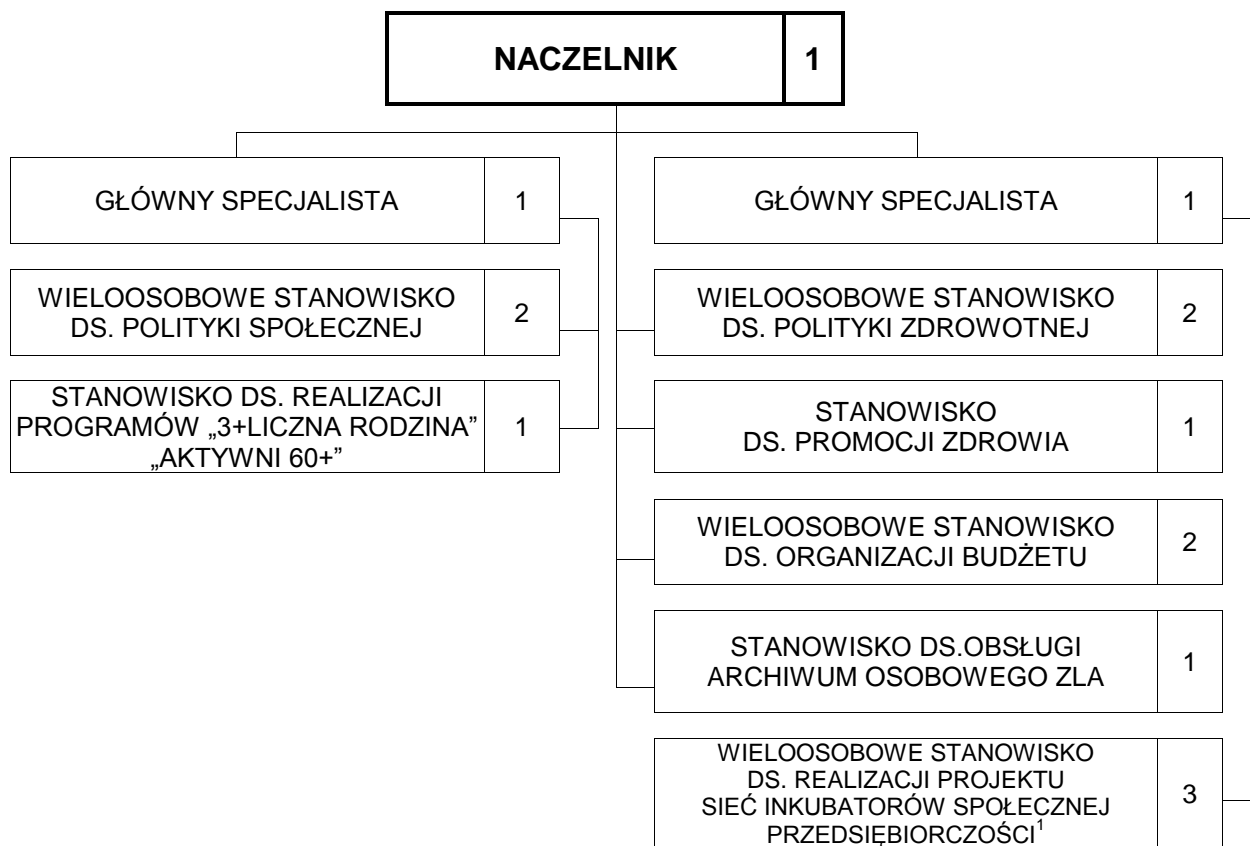 NACZELNIK 1
GŁÓWNY SPECJALISTA 1
WIELOOSOBOWE STANOWISKO
DS. POLITYKI SPOŁECZNEJ 2
STANOWISKO DS. REALIZACJI
PROGRAMÓW „3+LICZNA RODZINA”
„AKTYWNI 60+” 1
GŁÓWNY SPECJALISTA 1
WIELOOSOBOWE STANOWISKO
DS. POLITYKI ZDROWOTNEJ 2
STANOWISKO
DS. PROMOCJI ZDROWIA 1
WIELOOSOBOWE STANOWISKO
DS. ORGANIZACJI BUDŻETU 2
STANOWISKO DS.OBSŁUGI
ARCHIWUM OSOBOWEGO ZLA 1
WIELOOSOBOWE STANOWISKO
DS. REALIZACJI PROJEKTU
SIEĆ INKUBATORÓW SPOŁECZNEJ
PRZEDSIĘBIORCZOŚCI¹ 3